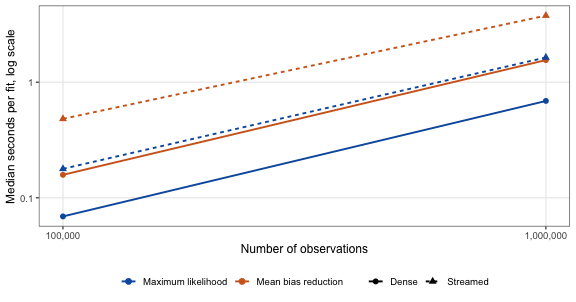 Median seconds per fit, log scale
1
0.1
100,000
1,000,000
Number of observations
Maximum likelihood Mean bias reduction Dense Streamed